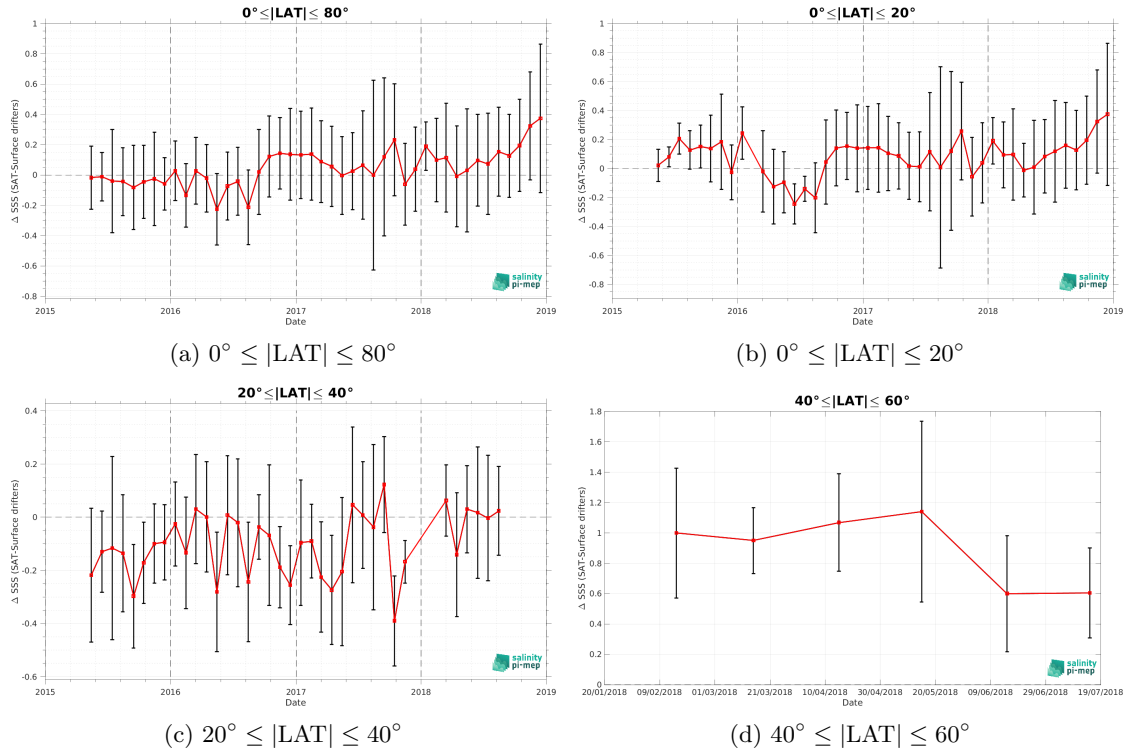 0°≤|LAT|≤ 80°
Δ SSS (SAT-Surface drifters)
1
0.8
0.6
0.4
0.2
0
-0.2
-0.4
-0.6
-0.8
2015
2016
2017
2018
2019
Date
salinity
pi-mep
(a) 0° ≤ |LAT| ≤ 80°
0°≤|LAT|≤ 20°
Δ SSS (SAT-Surface drifters)
1
0.8
0.6
0.4
0.2
0
-0.2
-0.4
-0.6
-0.8
2015
2016
2017
2018
2019
Date
salinity
pi-mep
(b) 0° ≤ |LAT| ≤ 20°
20°≤|LAT|≤ 40°
Δ SSS (SAT-Surface drifters)
0.4
0.2
0
-0.2
-0.4
-0.6
2015
2016
2017
2018
2019
Date
salinity
pi-mep
(c) 20° ≤ |LAT| ≤ 40°
40°≤|LAT|≤ 60°
Δ SSS (SAT-Surface drifters)
1.8
1.6
1.4
1.2
1
0.8
0.6
0.4
0.2
0
20/01/2018
09/02/2018
01/03/2018
21/03/2018
10/04/2018
30/04/2018
20/05/2018
09/06/2018
29/06/2018
19/07/2018
Date
salinity
pi-mep
(d) 40° ≤ |LAT| ≤ 60°